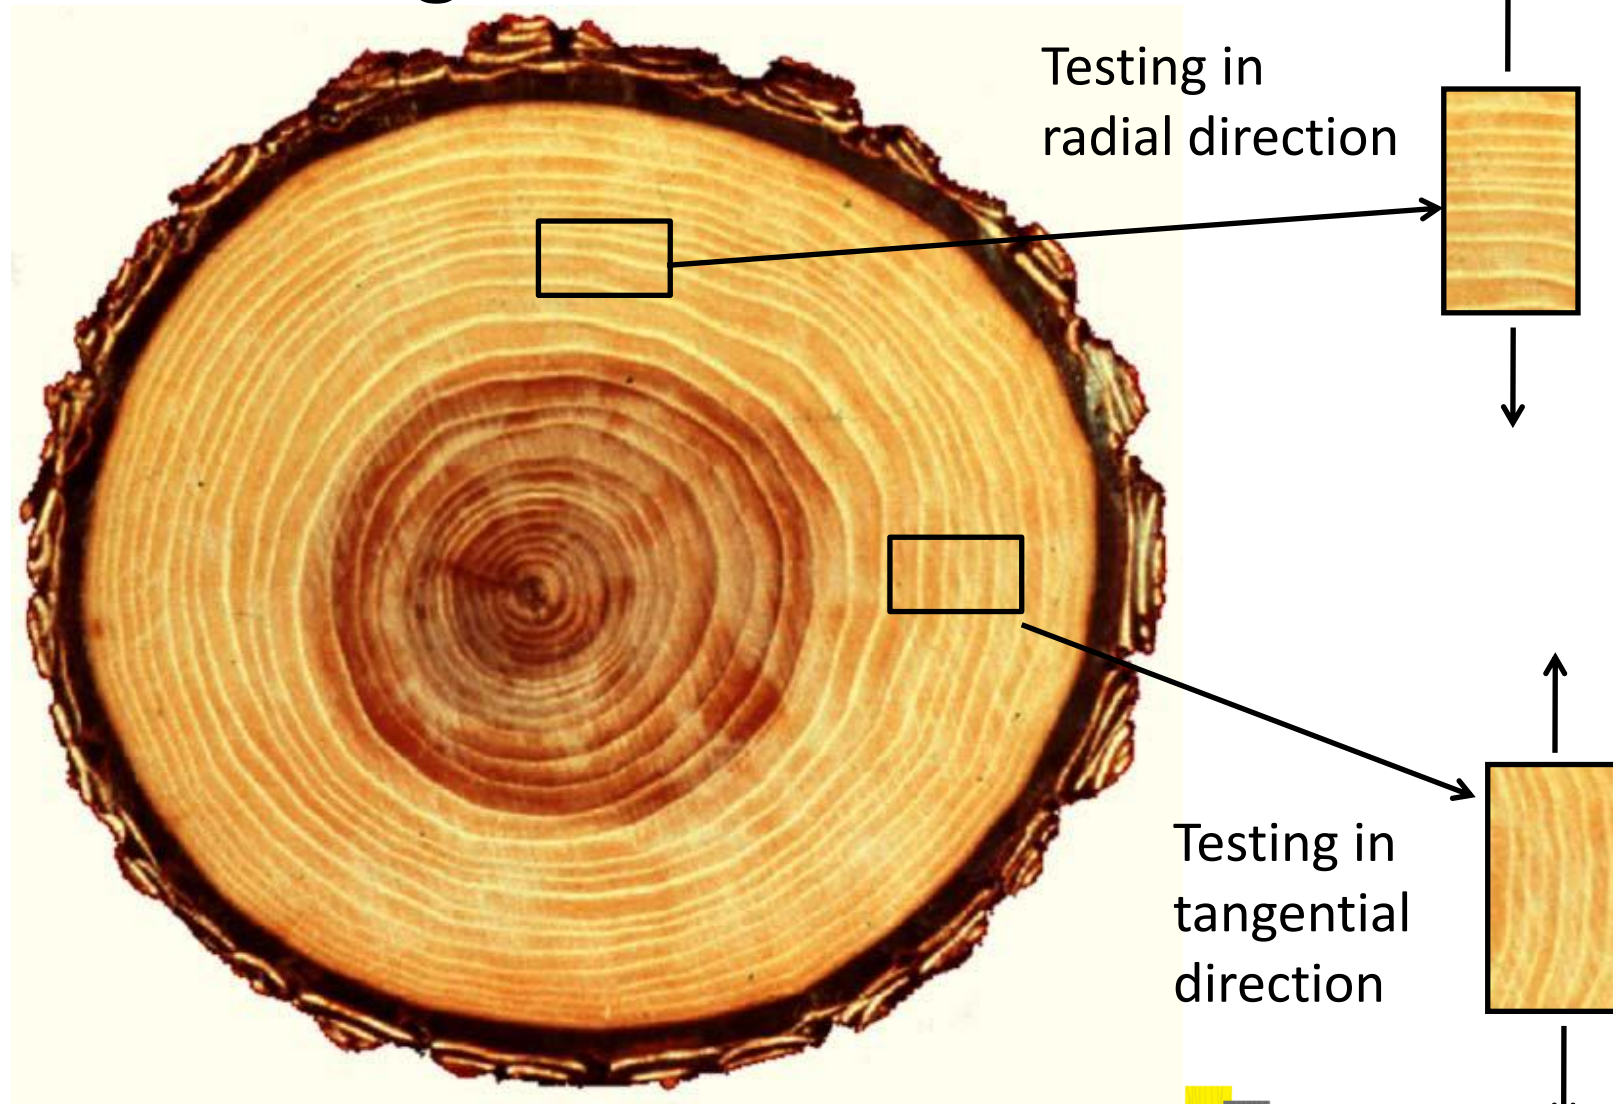 Testing in
radial direction
Testing in
tangential
direction